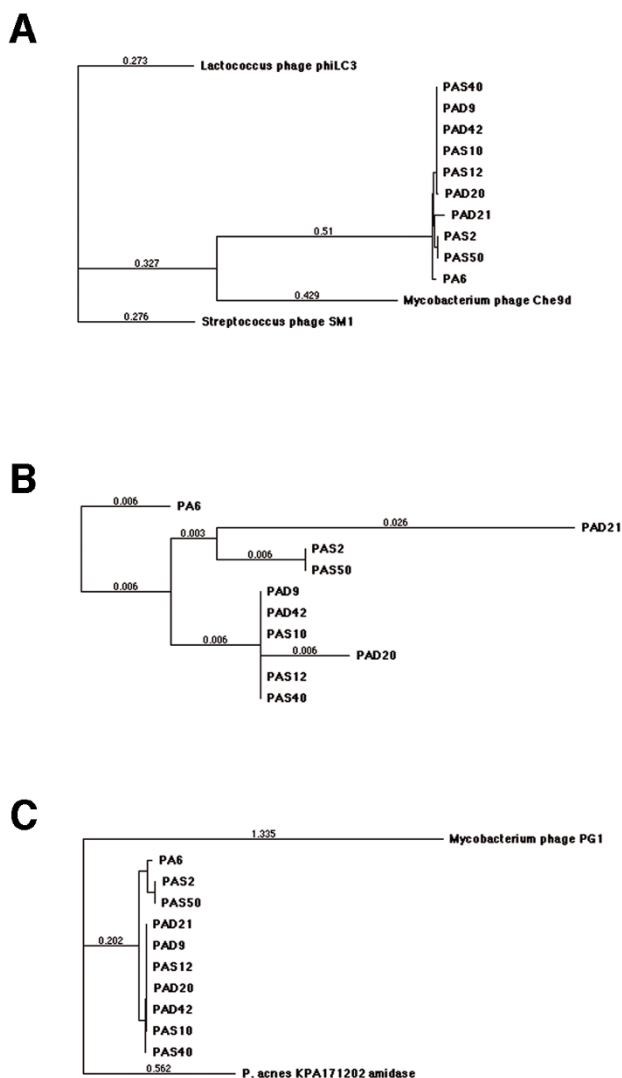 A
0.273
Lactococcus phage phiLC3
PAS40
PAD9
PAD42
PAS10
PAS12
PAD20
PAD21
0.51
PAS2
PAS50
0.327
PA6
0.429
Mycobacterium phage Che9d
0.276
Streptococcus phage SM1
B
0.006
PA6
0.026
PAD21
0.003
PAS2
0.006
PAS50
0.006
PAD9
PAD42
PAS10
0.006
0.006
PAD20
PAS12
PAS40
C
1.335
Mycobacterium phage PG1
PA6
PAS2
PAS50
PAD21
0.202
PAD9
PAS12
PAD20
PAD42
PAS10
PAS40
0.562
P. acnes KPA171202 amidase